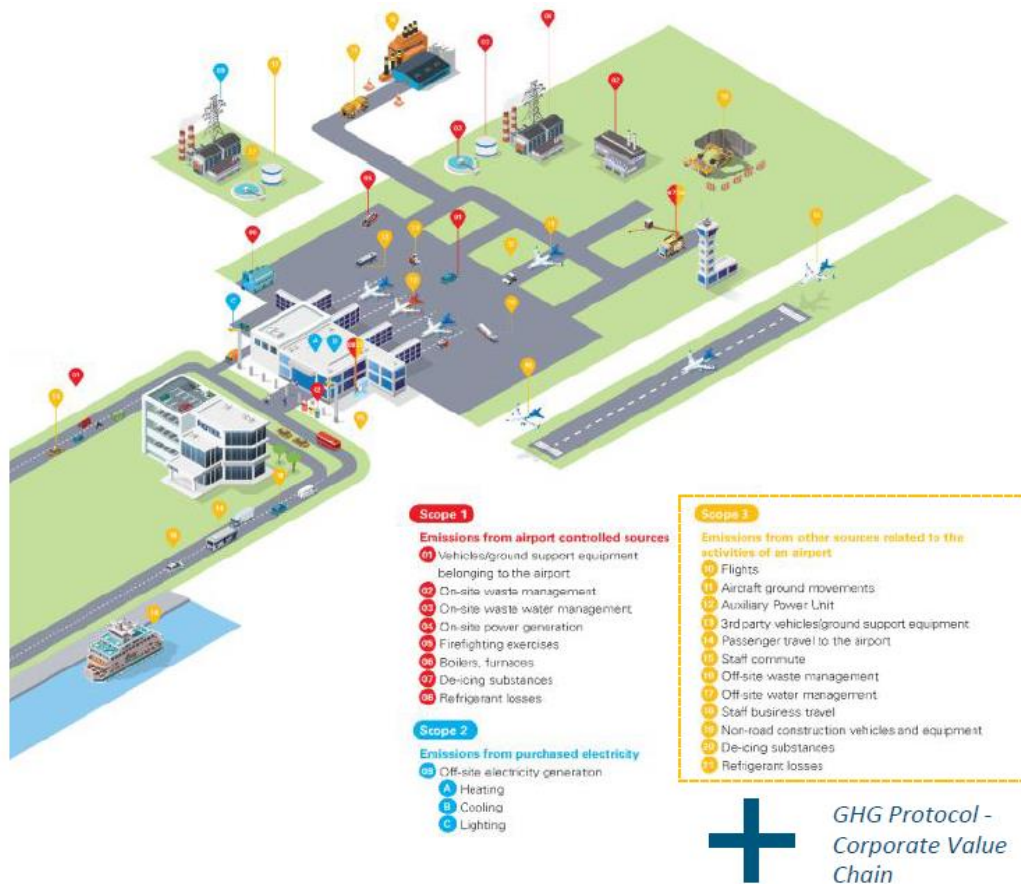 Scope 1
Emissions from airport controlled sources
01 Vehicles/ground support equipment
belonging to the airport
02 On-site waste management
03 On-site waste water management
04 On-site power generation
05 Firefighting exercises
06 Boilers, furnaces
07 De-icing substances
08 Refrigerant losses
Scope 2
Emissions from purchased electricity
09 Off-site electricity generation
A Heating
B Cooling
C Lighting
Scope 3
Emissions from other sources related to the
activities of an airport
10 Flights
11 Aircraft ground movements
12 Auxiliary Power Unit
13 3rd party vehicles/ground support equipment
14 Passenger travel to the airport
15 Staff commute
16 Off-site waste management
17 Off-site water management
18 Staff business travel
19 Non-road construction vehicles and equipment
20 De-icing substances
21 Refrigerant losses
GHG Protocol -
Corporate Value
Chain
C
A
B